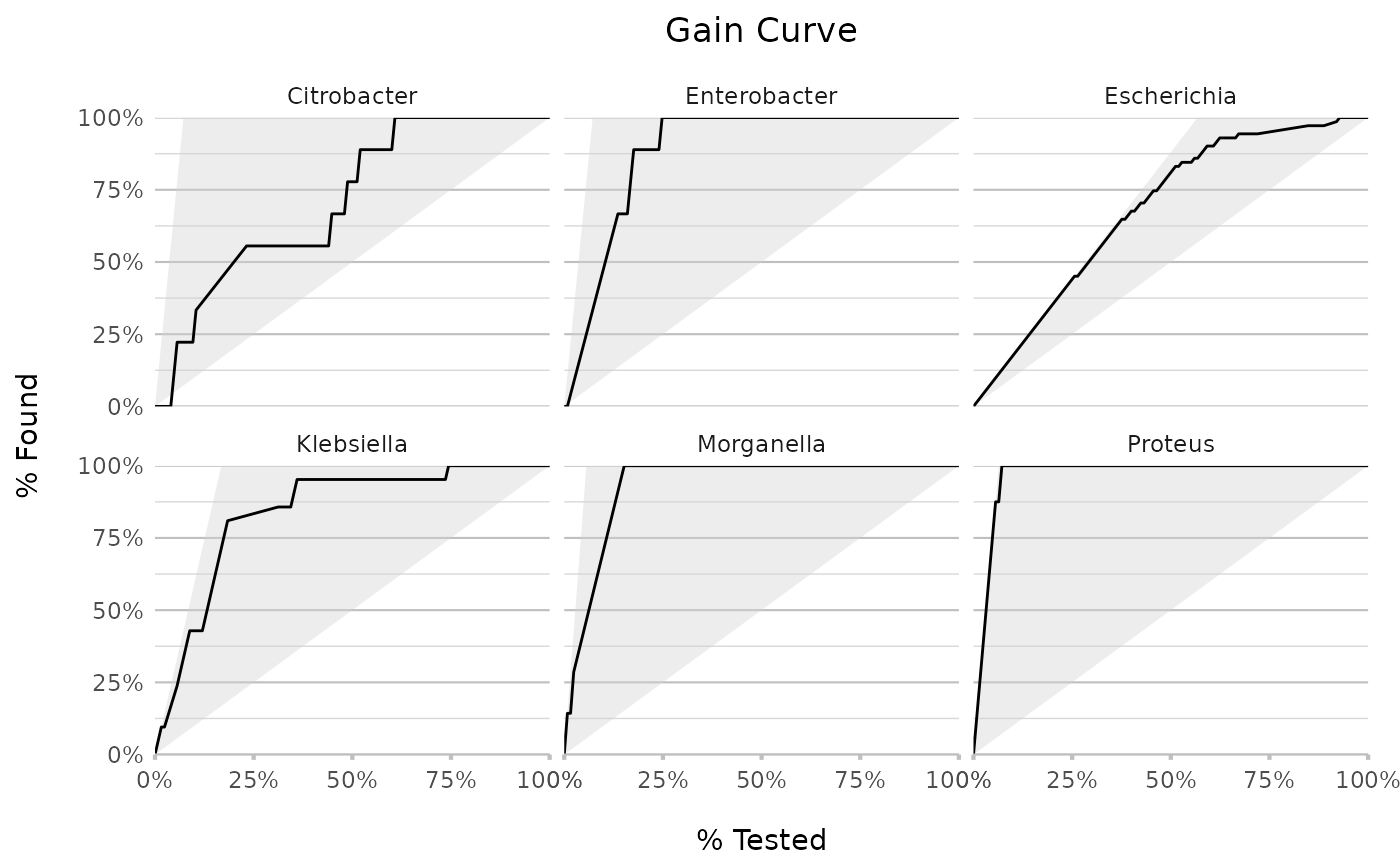 Gain Curve
Citrobacter Enterobacter Escherichia
100%
75%
50%
25%
0%
Klebsiella Morganella Proteus
100%
75%
50%
25%
0%
0% 25% 50% 75% 100% 0% 25% 50% 75% 100% 0% 25% 50% 75% 100%
% Tested
% Found